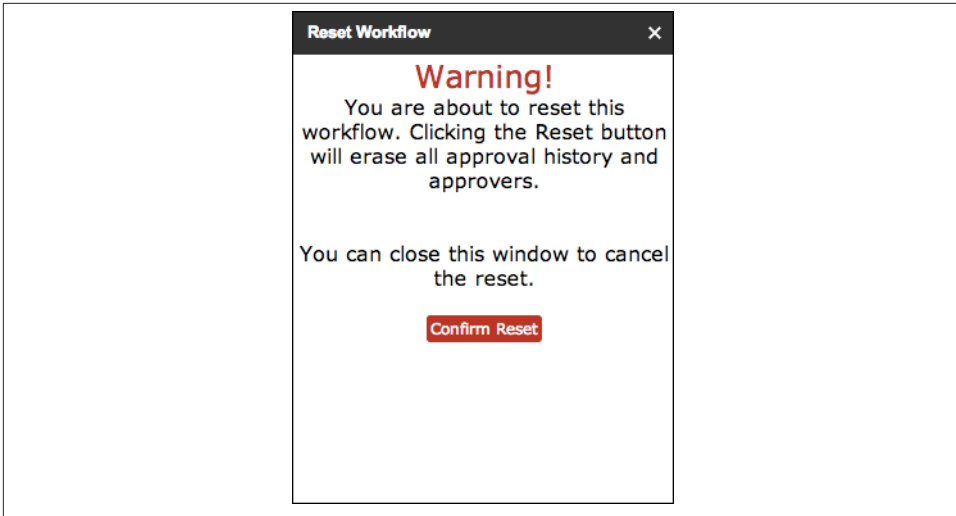 Reset Workflow ×
Warning!
You are about to reset this
workflow. Clicking the Reset button
will erase all approval history and
approvers.
You can close this window to cancel
the reset.
Confirm Reset